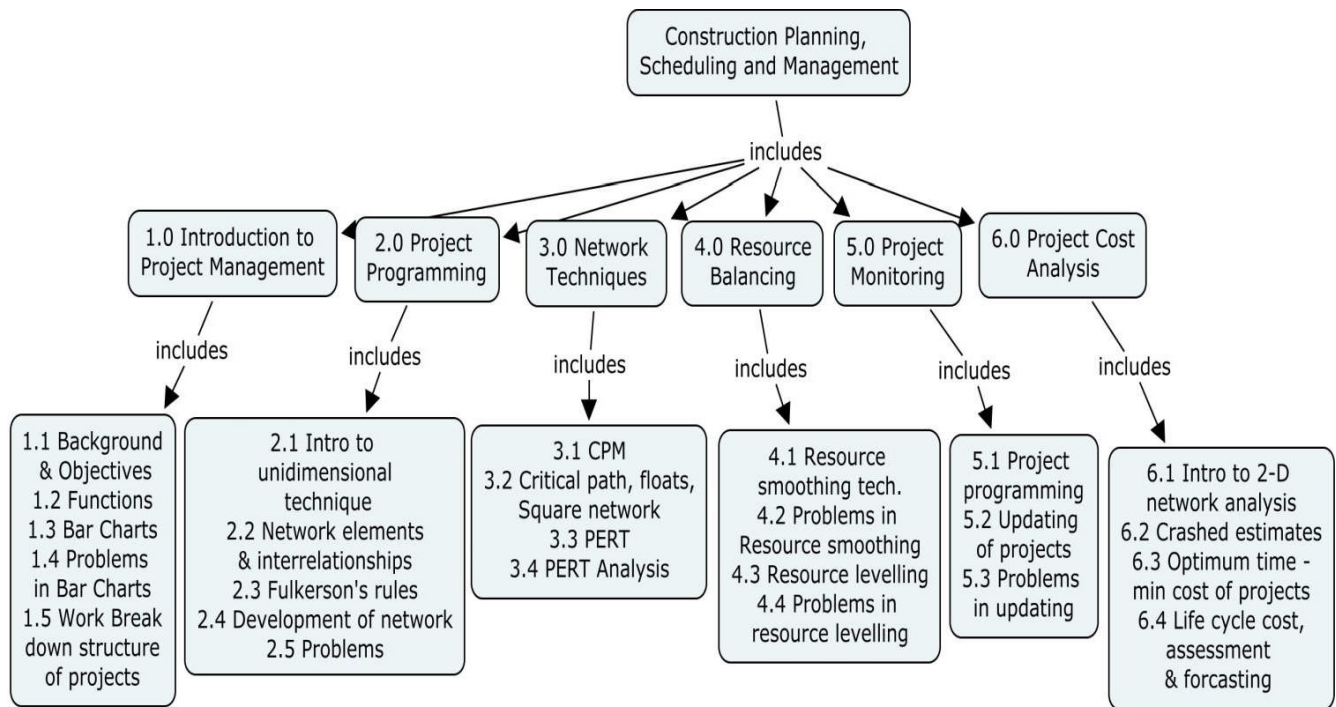 Construction Planning,
Scheduling and Management
includes
1.0 Introduction to
Project Management
2.0 Project
Programming
3.0 Network
Techniques
4.0 Resource
Balancing
5.0 Project
Monitoring
6.0 Project Cost
Analysis
includes
includes
includes
includes
includes
includes
1.1 Background
& Objectives
1.2 Functions
1.3 Bar Charts
1.4 Problems
in Bar Charts
1.5 Work Break
down structure
of projects
2.1 Intro to
unidimensional
technique
2.2 Network elements
& interrelationships
2.3 Fulkerson's rules
2.4 Development of network
2.5 Problems
3.1 CPM
3.2 Critical path, floats,
Square network
3.3 PERT
3.4 PERT Analysis
4.1 Resource
smoothing tech.
4.2 Problems in
Resource smoothing
4.3 Resource levelling
4.4 Problems in
resource levelling
5.1 Project
programming
5.2 Updating
of projects
5.3 Problems
in updating
6.1 Intro to 2-D
network analysis
6.2 Crashed estimates
6.3 Optimum time -
min cost of projects
6.4 Life cycle cost,
assessment
& forcasting